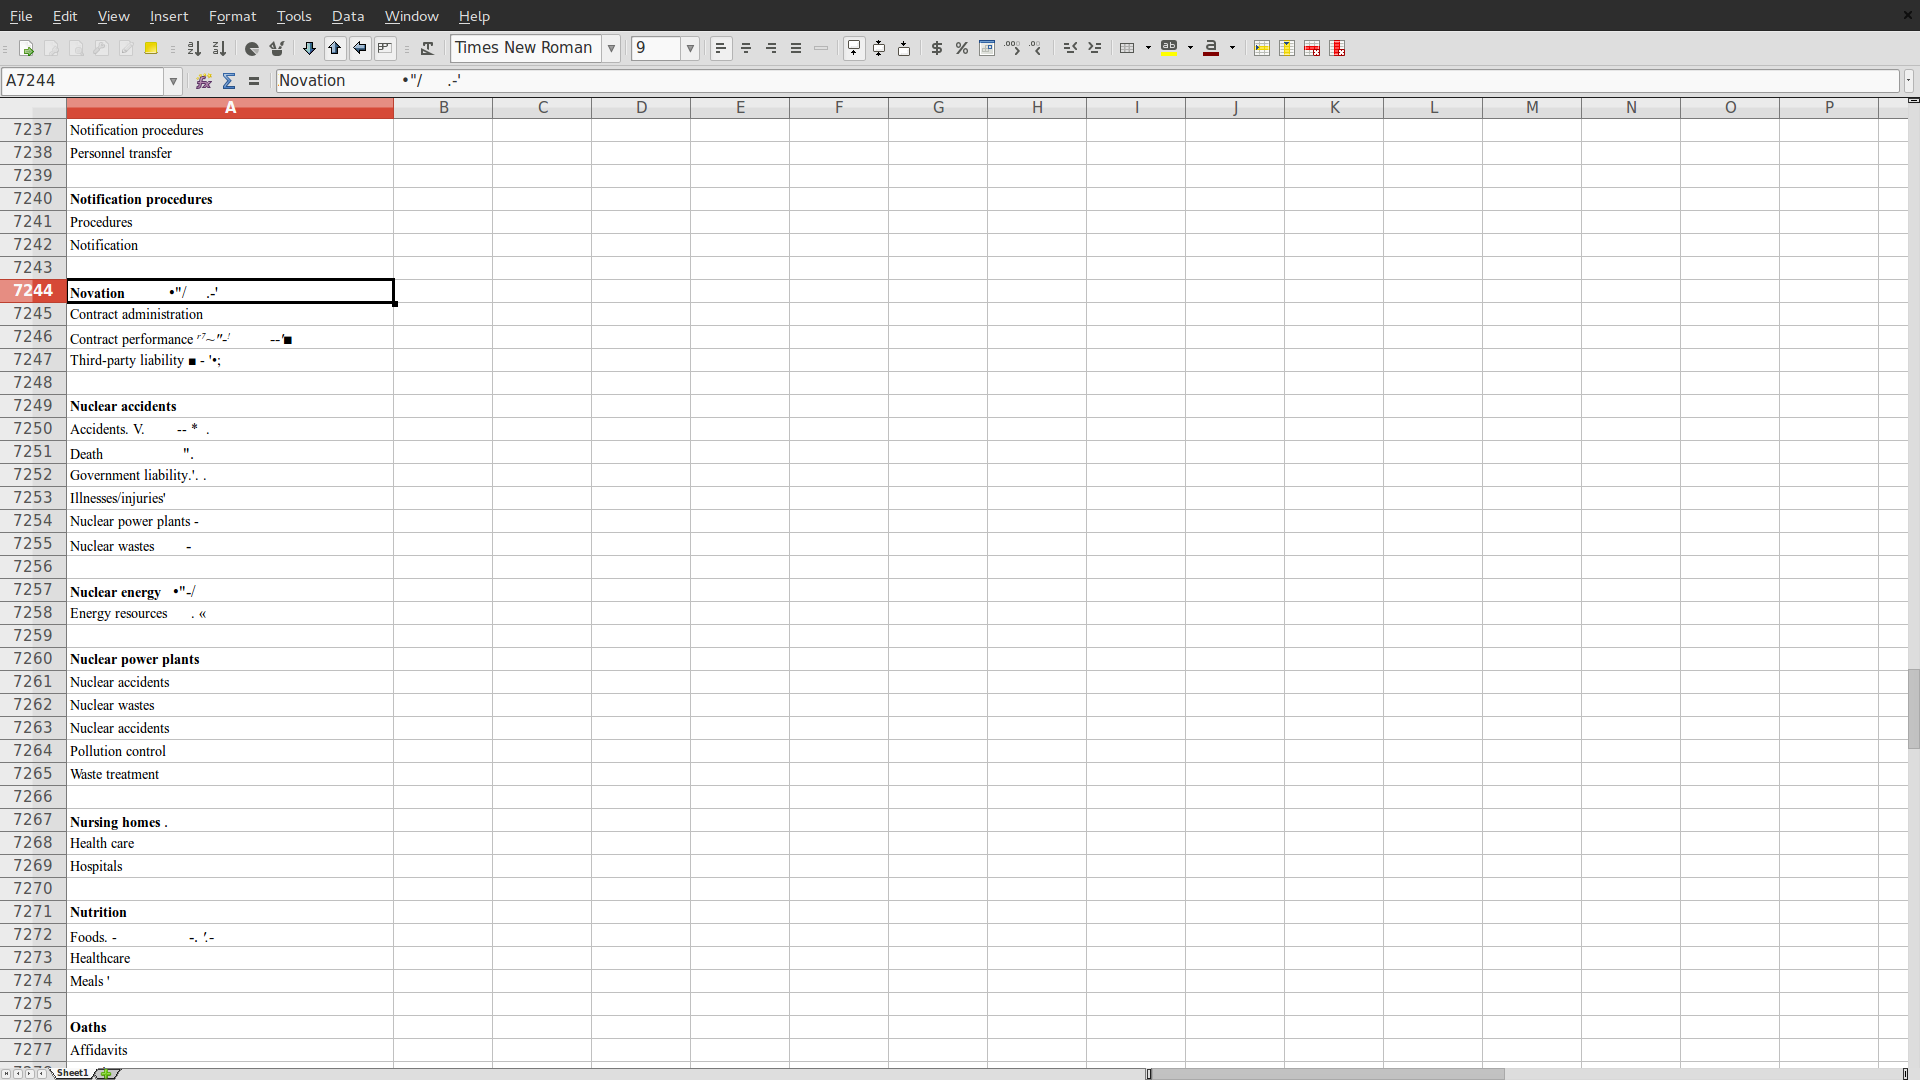 File Edit View Insert Format Tools Data Window Help
Times New Roman 9
A7244 Novation •"/ .-'
A B C D E F G H I J K L M N O P
7237 Notification procedures
7238 Personnel transfer
7239
7240 Notification procedures
7241 Procedures
7242 Notification
7243
7244 Novation •"/ .-'
7245 Contract administration
7246 Contract performance r7~"-! --'■
7247 Third-party liability ■ - '•;
7248
7249 Nuclear accidents
7250 Accidents. V. -- * .
7251 Death ".
7252 Government liability.'. .
7253 Illnesses/injuries'
7254 Nuclear power plants -
7255 Nuclear wastes -
7256
7257 Nuclear energy •"-/
7258 Energy resources . «
7259
7260 Nuclear power plants
7261 Nuclear accidents
7262 Nuclear wastes
7263 Nuclear accidents
7264 Pollution control
7265 Waste treatment
7266
7267 Nursing homes .
7268 Health care
7269 Hospitals
7270
7271 Nutrition
7272 Foods. - -. '.-
7273 Healthcare
7274 Meals '
7275
7276 Oaths
7277 Affidavits
Sheet1